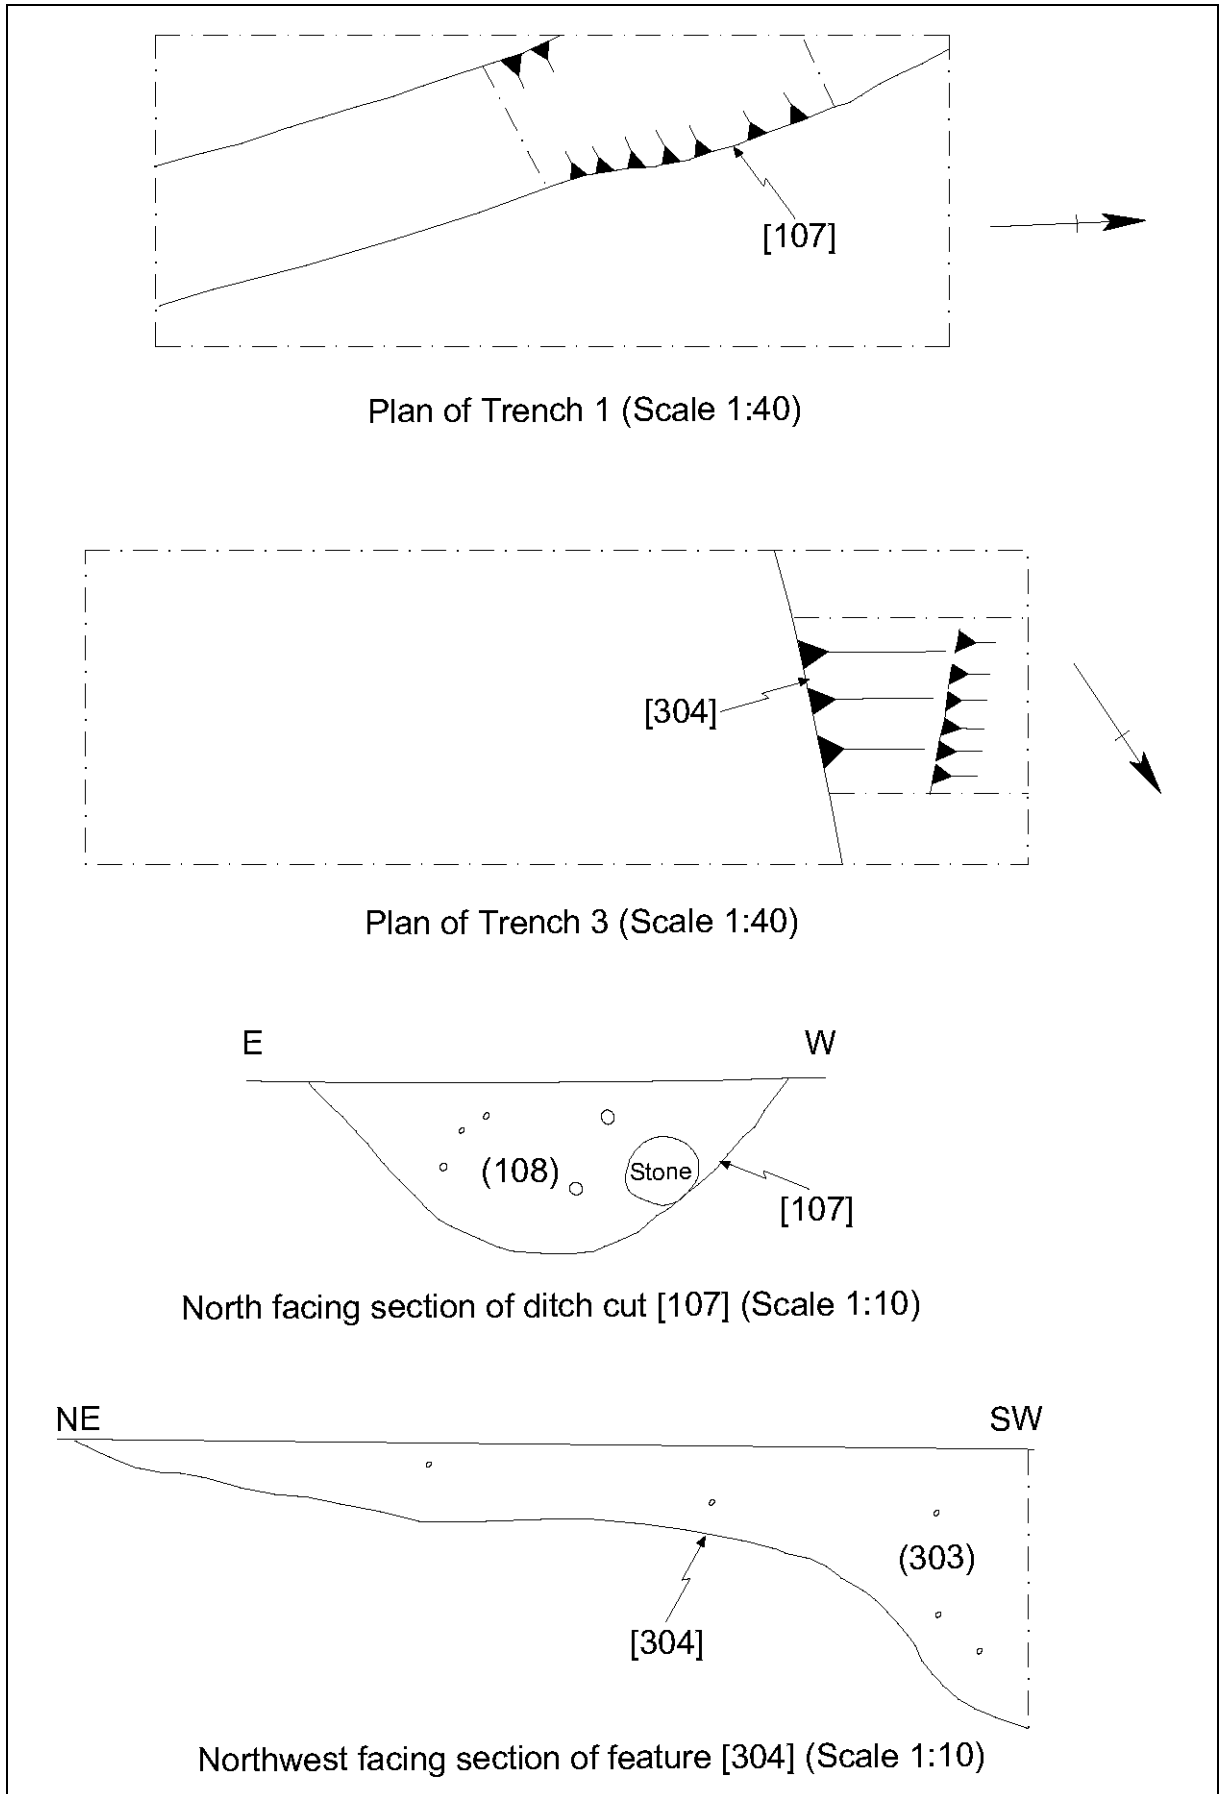 [107]
Plan of Trench 1 (Scale 1:40)
[304]
Plan of Trench 3 (Scale 1:40)
E W
(108) Stone
[107]
North facing section of ditch cut [107] (Scale 1:10)
NE SW
(303)
[304]
Northwest facing section of feature [304] (Scale 1:10)